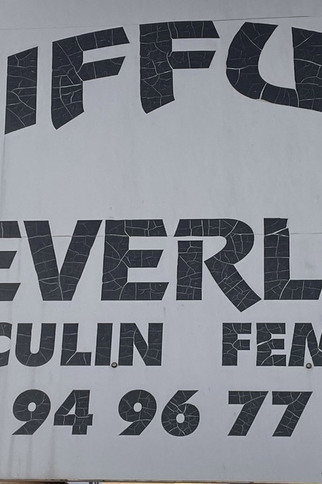 IFFU
EVERL
CULIN FEM
94 96 77